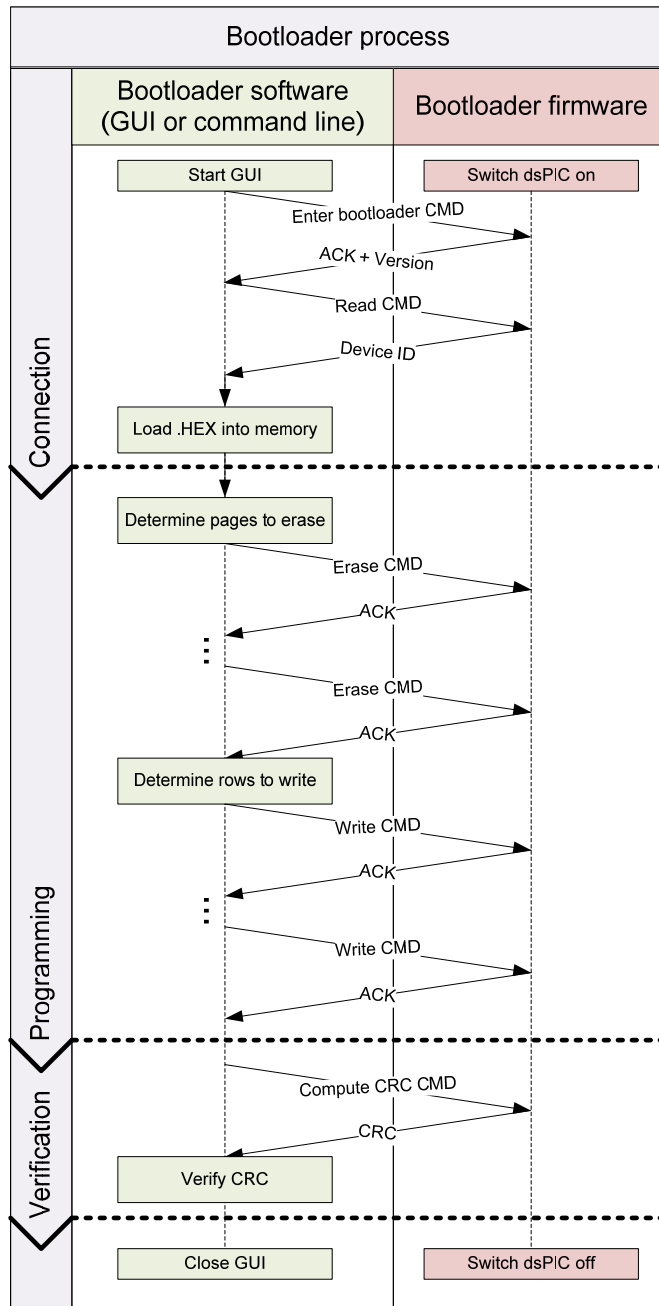 Bootloader process
Bootloader software
(GUI or command line)
Bootloader firmware
Connection
Start GUI
Switch dsPIC on
Enter bootloader CMD
ACK + Version
Read CMD
Device ID
Load .HEX into memory
Programming
Determine pages to erase
Erase CMD
ACK
...
Erase CMD
ACK
Determine rows to write
Write CMD
ACK
...
Write CMD
ACK
Verification
Compute CRC CMD
CRC
Verify CRC
Close GUI
Switch dsPIC off